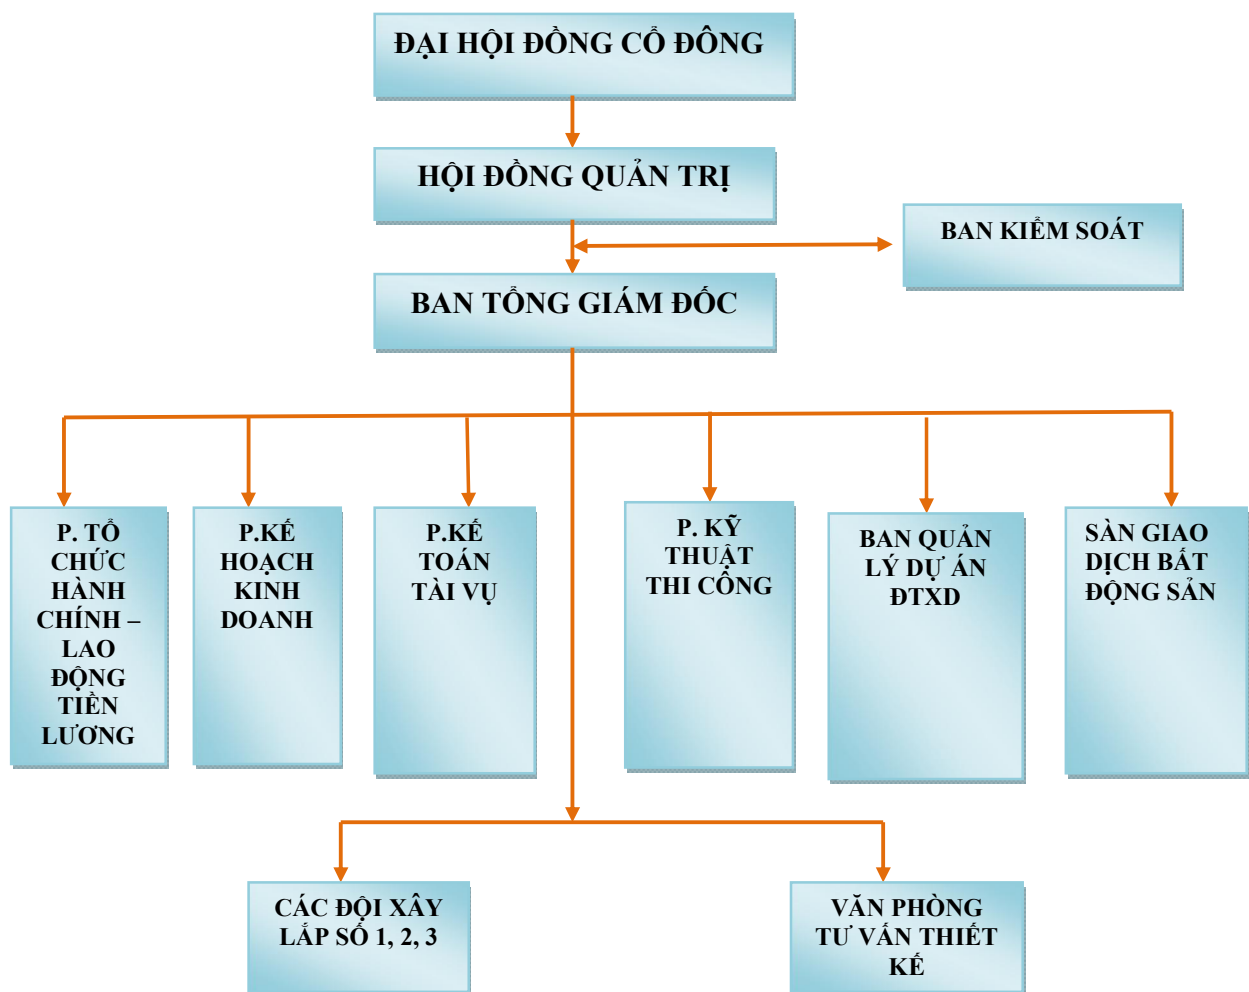 ĐẠI HỘI ĐỒNG CỔ ĐÔNG
HỘI ĐỒNG QUẢN TRỊ
BAN KIỂM SOÁT
BAN TỔNG GIÁM ĐỐC
P. TỔ
CHỨC
HÀNH
CHÍNH –
LAO
ĐỘNG
TIỀN
LƯƠNG
P.KẾ
HOẠCH
KINH
DOANH
P.KẾ
TOÁN
TÀI VỤ
P. KỸ
THUẬT
THI CÔNG
BAN QUẢN
LÝ DỰ ÁN
ĐTXD
SÀN GIAO
DỊCH BẤT
ĐỘNG SẢN
CÁC ĐỘI XÂY
LẮP SỐ 1, 2, 3
VĂN PHÒNG
TƯ VẤN THIẾT
KẾ